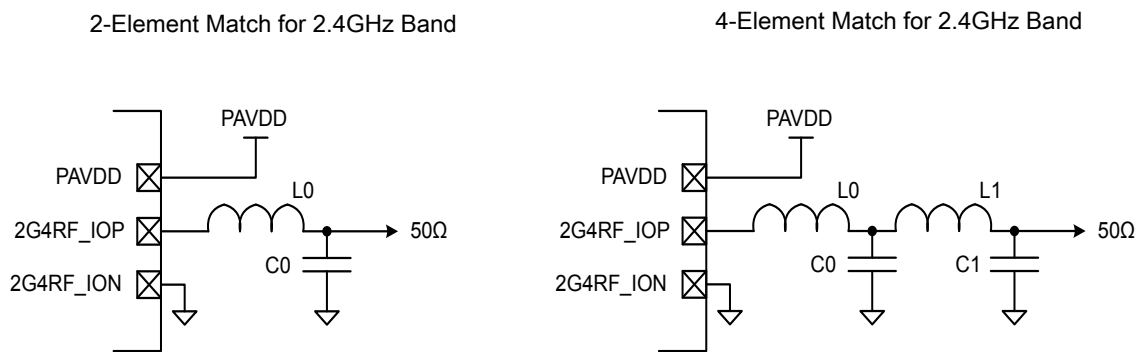 2-Element Match for 2.4GHz Band
PAVDD
PAVDD
L0
2G4RF_IOP
50Ω
C0
2G4RF_ION
4-Element Match for 2.4GHz Band
PAVDD
PAVDD
L0
L1
2G4RF_IOP
50Ω
C0
C1
2G4RF_ION